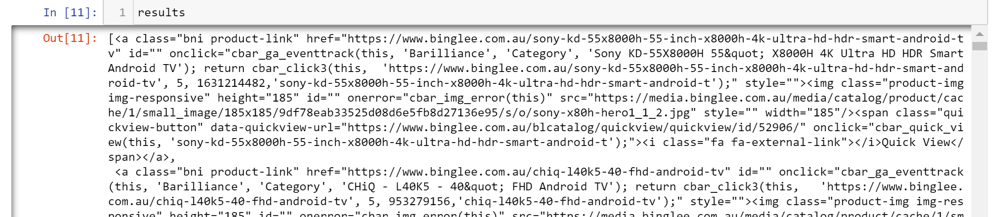 In [11]: 1 results
Out[11]: [<a class="bni product-link" href="https://www.binglee.com.au/sony-kd-55x8000h-55-inch-x8000h-4k-ultra-hd-hdr-smart-android-t
v" id="" onclick="cbar_ga_eventtrack(this, 'Barilliance', 'Category', 'Sony KD-55X8000H 55&quot; X8000H 4K Ultra HD HDR Smart
Android TV'); return cbar_click3(this,  'https://www.binglee.com.au/sony-kd-55x8000h-55-inch-x8000h-4k-ultra-hd-hdr-smart-and
roid-tv', 5, 1631214482,'sony-kd-55x8000h-55-inch-x8000h-4k-ultra-hd-hdr-smart-android-t');" style=""><img class="product-img
img-responsive" height="185" id="" onerror="cbar_img_error(this)" src="https://media.binglee.com.au/media/catalog/product/cac
he/1/small_image/185x185/9df78eab33525d08d6e5fb8d27136e95/s/o/sony-x80h-hero1_1_2.jpg" style="" width="185"/><span class="qui
ckview-button" data-quickview-url="https://www.binglee.com.au/blcatalog/quickview/quickview/id/52906/" onclick="cbar_quick_vi
ew(this, 'sony-kd-55x8000h-55-inch-x8000h-4k-ultra-hd-hdr-smart-android-t');"><i class="fa fa-external-link"></i>Quick View</
span></a>,
<a class="bni product-link" href="https://www.binglee.com.au/chiq-l40k5-40-fhd-android-tv" id="" onclick="cbar_ga_eventtrack
(this, 'Barilliance', 'Category', 'CHiQ - L40K5 - 40&quot; FHD Android TV'); return cbar_click3(this,   'https://www.binglee.
com.au/chiq-l40k5-40-fhd-android-tv', 5, 953279156,'chiq-l40k5-40-fhd-android-tv');" style=""><img class="product-img img-res
ponsive" height="185" id="" onerror="cbar_img_error(this)" src="https://media.binglee.com.au/media/catalog/product/cache/1/sm